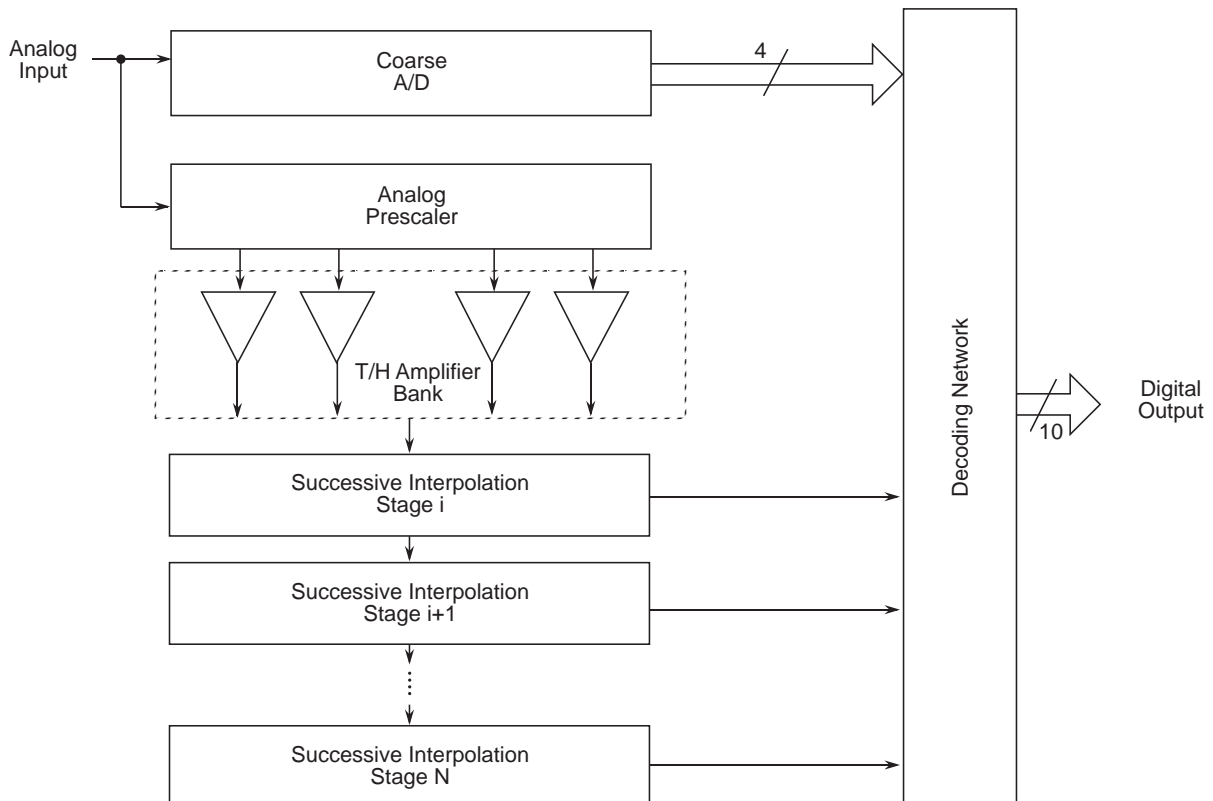 Analog
Input
Coarse
A/D
4
Analog
Prescaler
T/H Amplifier
Bank
Successive Interpolation
Stage i
Successive Interpolation
Stage i+1
Successive Interpolation
Stage N
Decoding Network
10
Digital
Output